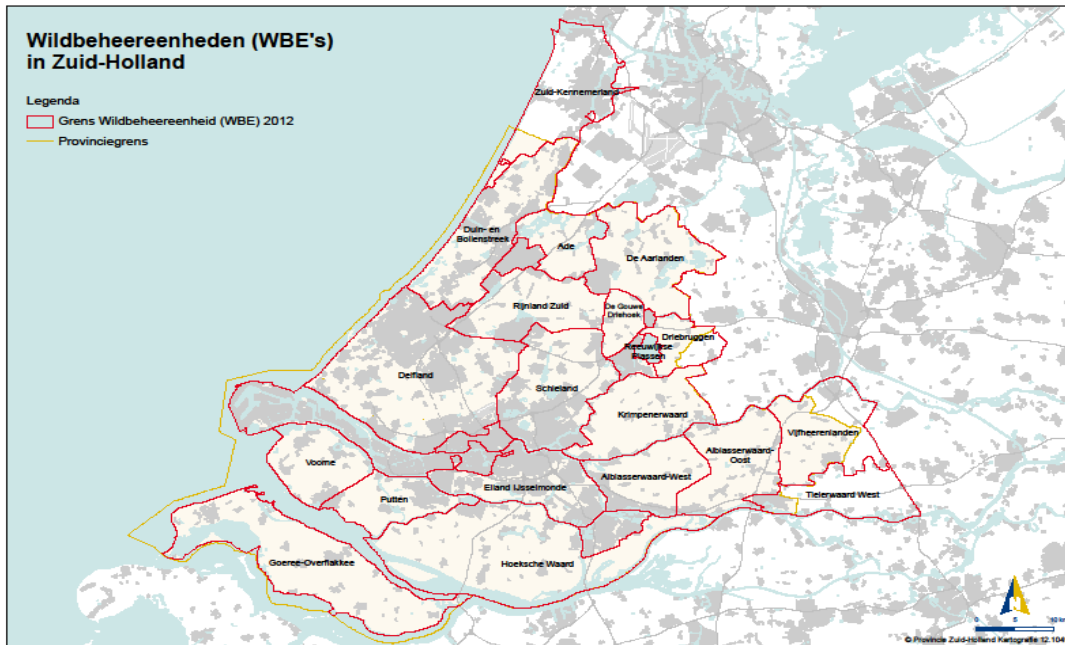 Wildbeheereenheden (WBE's)
in Zuid-Holland
Legenda
Grens Wildbeheereenheid (WBE) 2012
Provinciegrens
Zuid-Kennemerland
Duin- en
Bollenstreek
Ade
De Aarlanden
Rijnland Zuid
De Gouwe
Driehoek
Driebruggen
Reeuwijkse
Plassen
Delfland
Schieland
Krimpenerwaard
Vijfheerenlanden
Alblasserwaard-
Oost
Voorne
Alblasserwaard-West
Eiland IJsselmonde
Putten
Tielerwaard West
Goeree-Overflakkee
Hoeksche Waard
0 5 10 km
© Provincie Zuid-Holland Kartografie